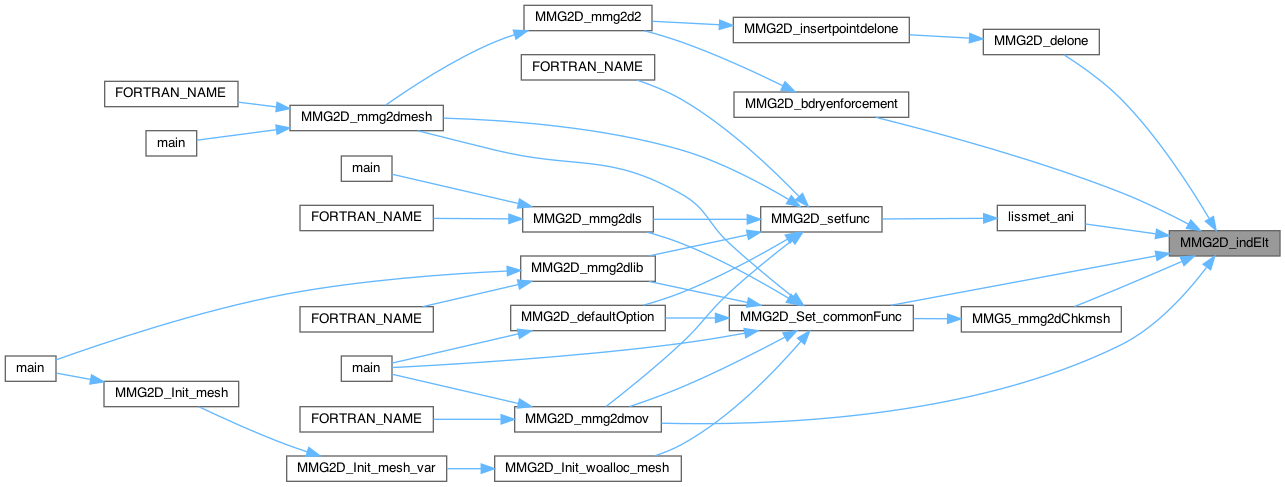 MMG2D_mmg2d2
MMG2D_insertpointdelone
MMG2D_delone
FORTRAN_NAME
FORTRAN_NAME
MMG2D_bdryenforcement
MMG2D_mmg2dmesh
main
main
FORTRAN_NAME
MMG2D_mmg2dls
MMG2D_setfunc
lissmet_ani
MMG2D_indElt
MMG2D_mmg2dlib
FORTRAN_NAME
MMG2D_defaultOption
MMG2D_Set_commonFunc
MMG5_mmg2dChkmsh
main
main
MMG2D_Init_mesh
FORTRAN_NAME
MMG2D_mmg2dmov
MMG2D_Init_mesh_var
MMG2D_Init_woalloc_mesh